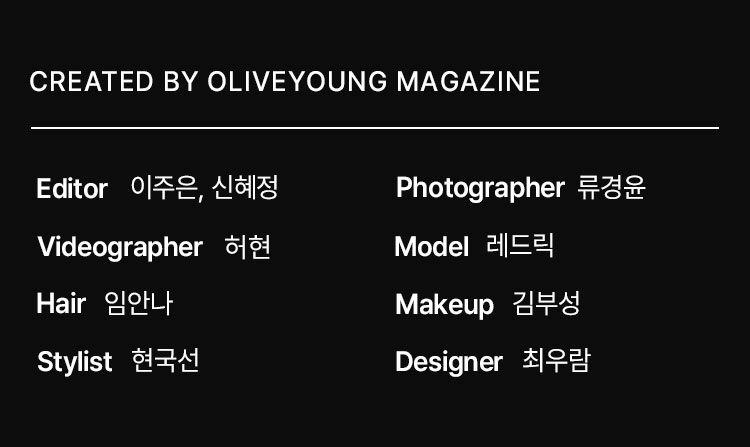 CREATED BY OLIVEYOUNG MAGAZINE
Editor 이주은, 신혜정
Photographer 류경윤
Videographer 허현
Model 레드릭
Hair 임안나
Makeup 김부성
Stylist 현국선
Designer 최우람